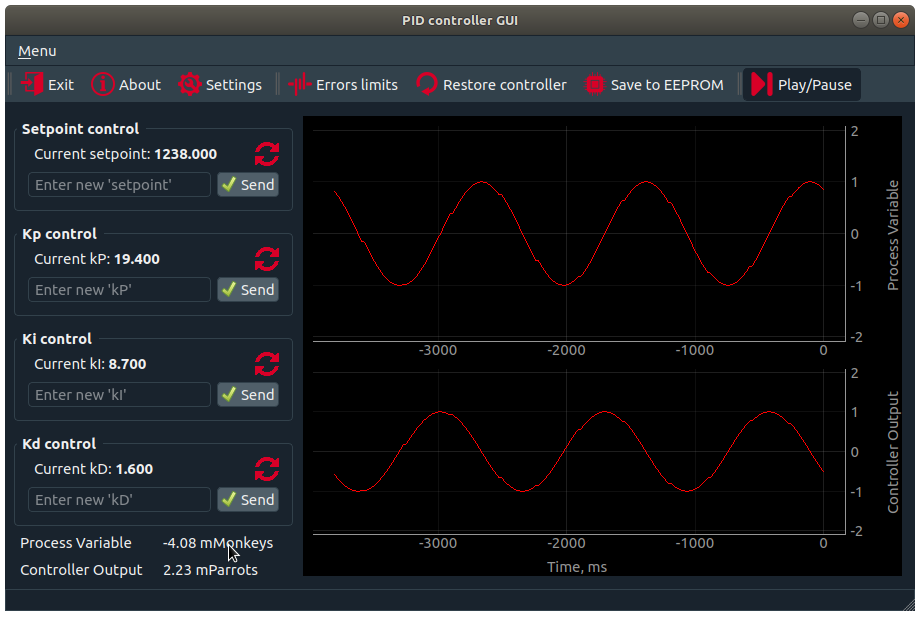 PID controller GUI
Menu
Exit About Settings Errors limits Restore controller Save to EEPROM Play/Pause
Setpoint control
Current setpoint: 1238.000
Enter new 'setpoint' Send
Kp control
Current kP: 19.400
Enter new 'kP' Send
Ki control
Current kI: 8.700
Enter new 'kI' Send
Kd control
Current kD: 1.600
Enter new 'kD' Send
Process Variable -4.08 mMonkeys
Controller Output 2.23 mParrots
2
1
0
-1
-2
Process Variable
-3000 -2000 -1000 0
2
1
0
-1
-2
Controller Output
-3000 -2000 -1000 0
Time, ms